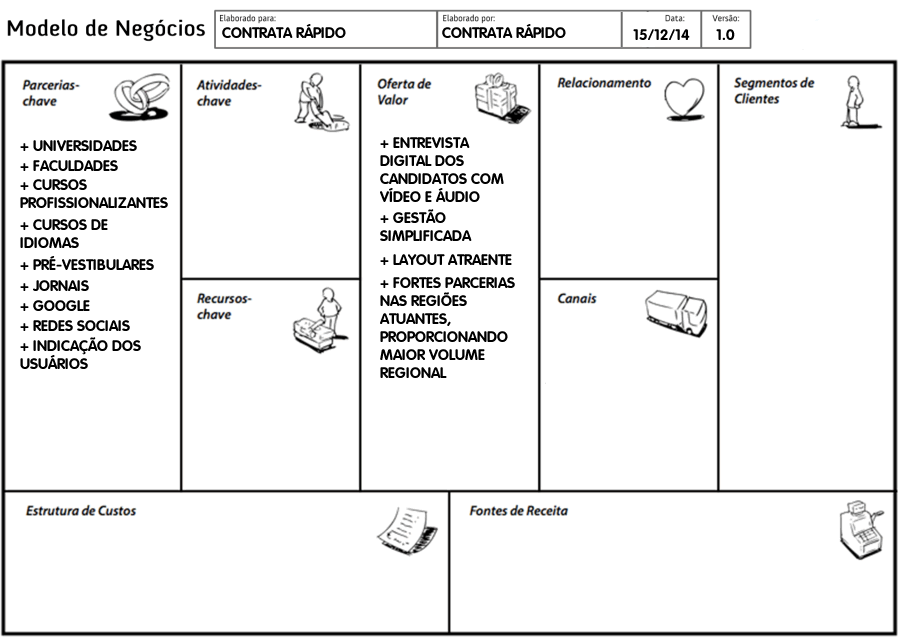 Modelo de Negócios
Elaborado para:
CONTRATA RÁPIDO
Elaborado por:
CONTRATA RÁPIDO
Data:
15/12/14
Versão:
1.0
Parcerias-
chave
+ UNIVERSIDADES
+ FACULDADES
+ CURSOS
PROFISSIONALIZANTES
+ CURSOS DE
IDIOMAS
+ PRÉ-VESTIBULARES
+ JORNAIS
+ GOOGLE
+ REDES SOCIAIS
+ INDICAÇÃO DOS
USUÁRIOS
Atividades-
chave
Recursos-
chave
Oferta de
Valor
+ ENTREVISTA
DIGITAL DOS
CANDIDATOS COM
VÍDEO E ÁUDIO
+ GESTÃO
SIMPLIFICADA
+ LAYOUT ATRAENTE
+ FORTES PARCERIAS
NAS REGIÕES
ATUANTES,
PROPORCIONANDO
MAIOR VOLUME
REGIONAL
Relacionamento
Canais
Segmentos de
Clientes
Estrutura de Custos
Fontes de Receita